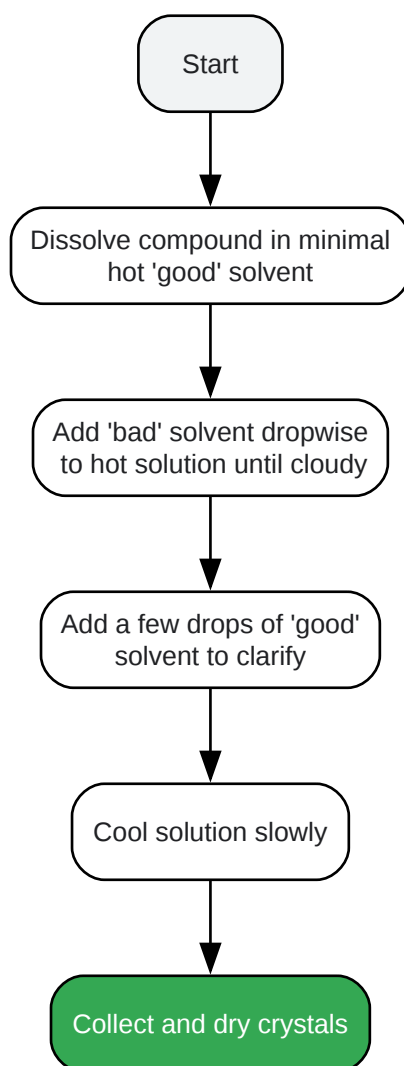 Start
Dissolve compound in minimal
hot 'good' solvent
Add 'bad' solvent dropwise
to hot solution until cloudy
Add a few drops of 'good'
solvent to clarify
Cool solution slowly
Collect and dry crystals